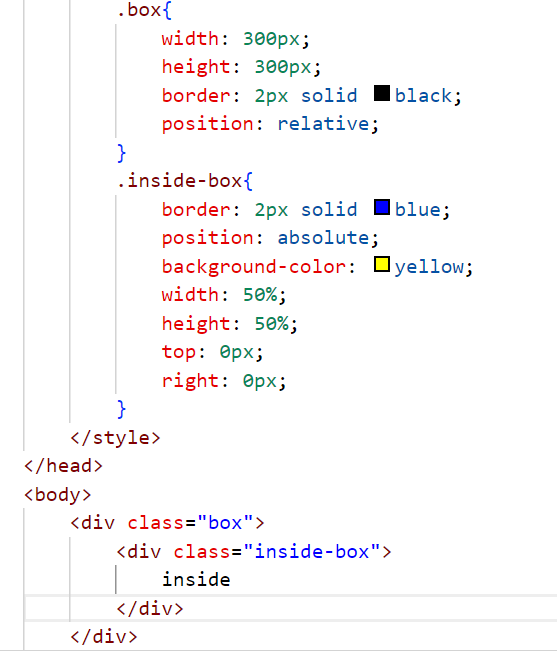 .box{
width: 300px;
height: 300px;
border: 2px solid black;
position: relative;
}
.inside-box{
border: 2px solid blue;
position: absolute;
background-color: yellow;
width: 50%;
height: 50%;
top: 0px;
right: 0px;
}
</style>
</head>
<body>
<div class="box">
<div class="inside-box">
inside
</div>
</div>